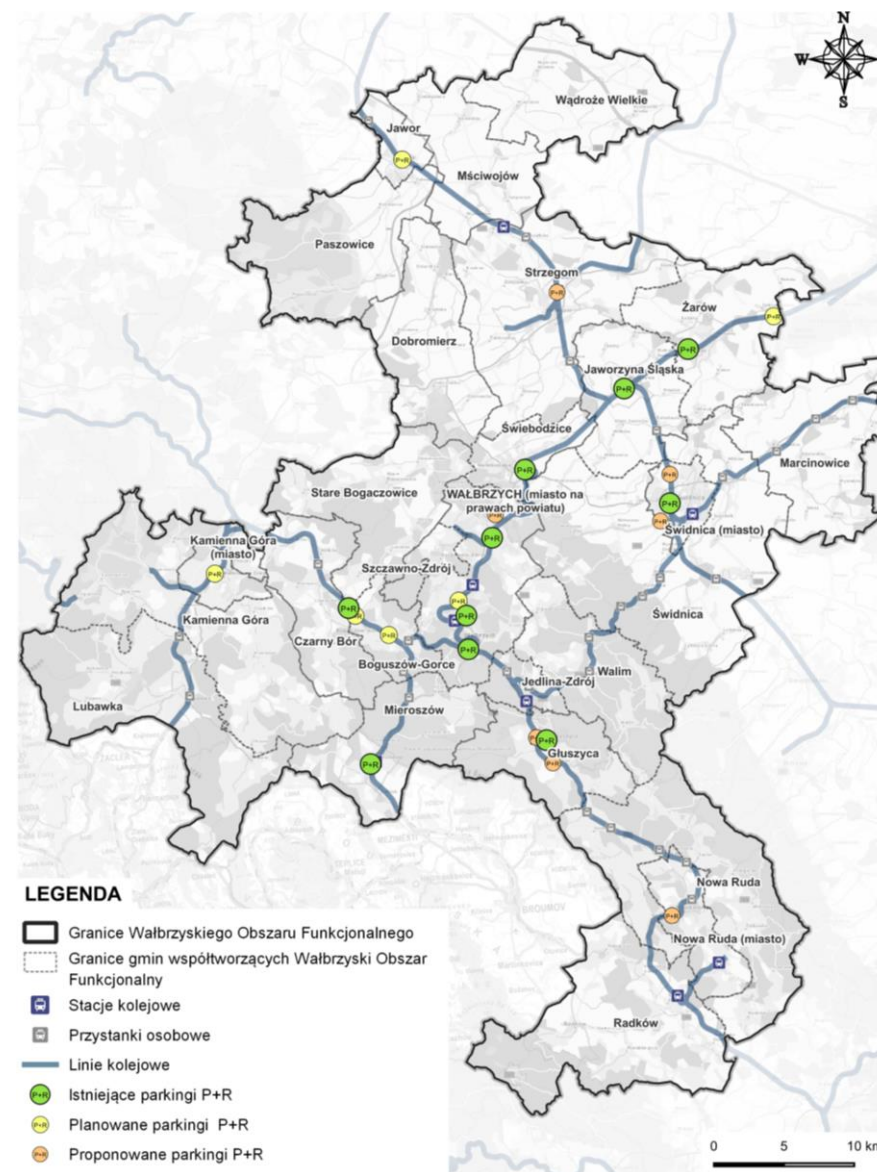 N
W
S
Wądroże Wielkie
Jawor
P+R
Mściwojów
Paszowice
Strzegom
P+R
Żarów
P+R
Dobromierz
P+R
Jaworzyna Śląska
P+R
Świebodzice
Marcinowice
P+R
P+R
Stare Bogaczowice
WAŁBRZYCH (miasto na
prawach powiatu)
P+R
P+R
P+R
Świdnica (miasto)
P+R
Kamienna Góra
(miasto)
Szczawno-Zdrój
P+R
P+R
P+R
P+R
Świdnica
Kamienna Góra
Czarny Bór
P+R
P+R
Boguszów-Gorce
Walim
Jedlina-Zdrój
Lubawka
Mieroszów
P+R
Głuszyca
P+R
P+R
Nowa Ruda
P+R
Nowa Ruda (miasto)
Radków
LEGENDA
Granice Wałbrzyskiego Obszaru Funkcjonalnego
Granice gmin współtworzących Wałbrzyski Obszar
Funkcjonalny
Stacje kolejowe
Przystanki osobowe
Linie kolejowe
P+R Istniejące parkingi P+R
P+R Planowane parkingi P+R
P+R Proponowane parkingi P+R
0 5 10 km